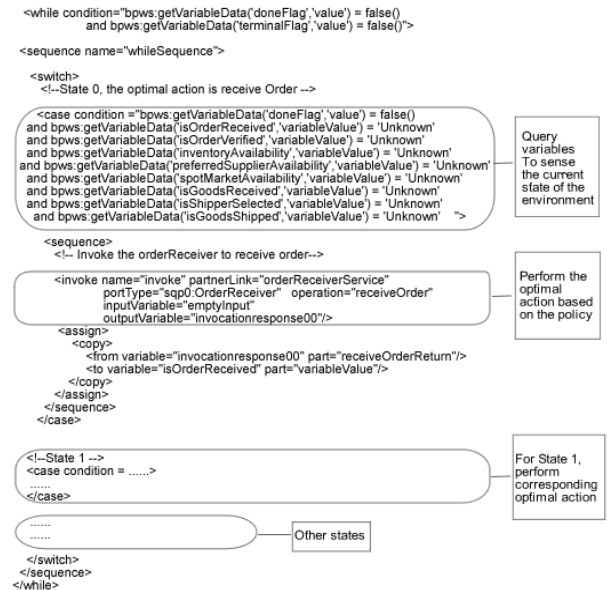 <while condition="bpws:getVariableData('doneFlag','value') = false()
and bpws:getVariableData('terminalFlag','value') = false()">
<sequence name="whileSequence">
<switch>
<!--State 0, the optimal action is receive Order -->
<case condition ="bpws:getVariableData('doneFlag','value') = false()
and bpws:getVariableData('isOrderReceived','variableValue') = 'Unknown'
and bpws:getVariableData('isOrderVerified','variableValue') = 'Unknown'
and bpws:getVariableData('inventoryAvailability','variableValue') = 'Unknown'
and bpws:getVariableData('preferredSupplierAvailability','variableValue') = 'Unknown'
and bpws:getVariableData('spotMarketAvailability','variableValue') = 'Unknown'
and bpws:getVariableData('isGoodsReceived','variableValue') = 'Unknown'
and bpws:getVariableData('isShipperSelected','variableValue') = 'Unknown'
and bpws:getVariableData('isGoodsShipped','variableValue') = 'Unknown' ">
Query
variables
To sense
the current
state of the
environment
<sequence>
<!-- Invoke the orderReceiver to receive order-->
<invoke name="invoke" partnerLink="orderReceiverService"
portType="sqp0:OrderReceiver" operation="receiveOrder"
inputVariable="emptyInput"
outputVariable="invocationresponse00"/>
Perform the
optimal
action based
on the policy
<assign>
<copy>
<from variable="invocationresponse00" part="receiveOrderReturn"/>
<to variable="isOrderReceived" part="variableValue"/>
</copy>
</assign>
</sequence>
</case>
<!--State 1 -->
<case condition = ......>
......
</case>
For State 1,
perform
corresponding
optimal action
......
......
Other states
</switch>
</sequence>
</while>